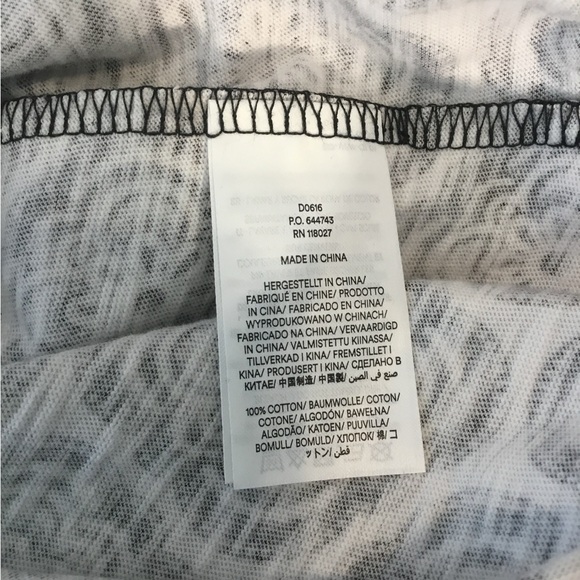 D0616
P.O. 644743
RN 118027
MADE IN CHINA
HERGESTELLT IN CHINA/
FABRIQUÉ EN CHINE/ PRODOTTO
IN CINA/ FABRICADO EN CHINA/
WYPRODUKOWANO W CHINACH/
FABRICADO NA CHINA/ VERVAARDIGD
IN CHINA/ VALMISTETTU KIINASSA/
TILLVERKAD I KINA/ FREMSTILLET I
KINA/ PRODUSERT I KINA/ СДЕЛАНО В
КИТАЕ/ 中国制造/ 中国製/ صنع في الصين/
100% COTTON/ BAUMWOLLE/ COTON/
COTONE/ ALGODÓN/ BAWEŁNA/
ALGODÃO/ KATOEN/ PUUVILLA/
BOMULL/ BOMULD/ ХЛОПОК/ 棉/ コ
ットン/ قطن/